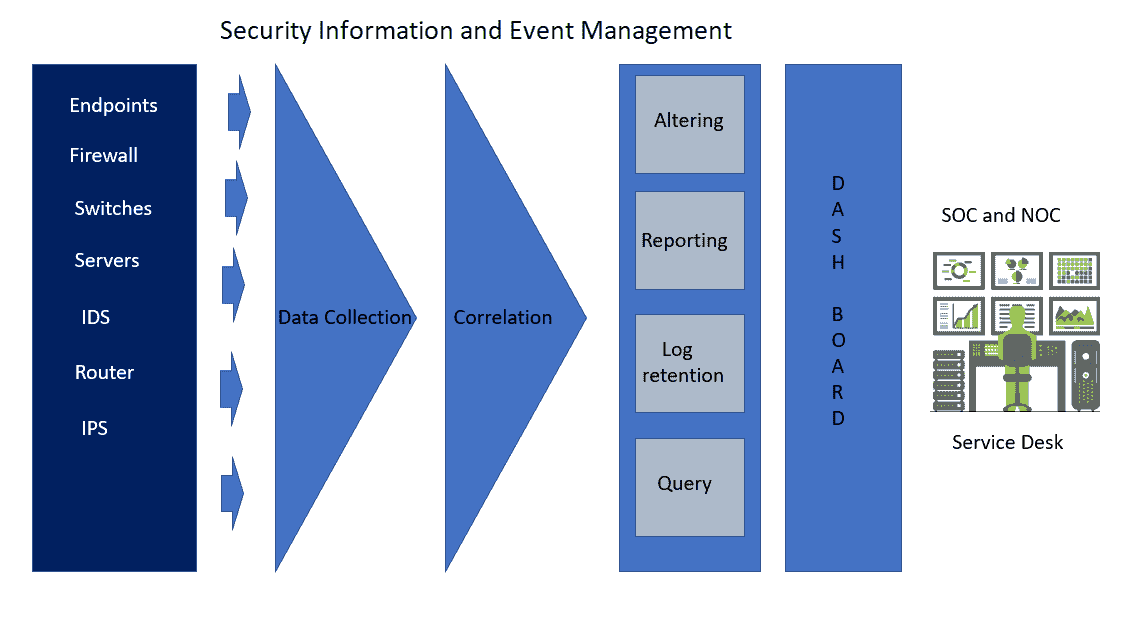 Security Information and Event Management
Endpoints
Firewall
Switches
Servers
IDS
Router
IPS
Data Collection
Correlation
Altering
Reporting
Log
retention
Query
D
A
S
H
B
O
A
R
D
SOC and NOC
Service Desk